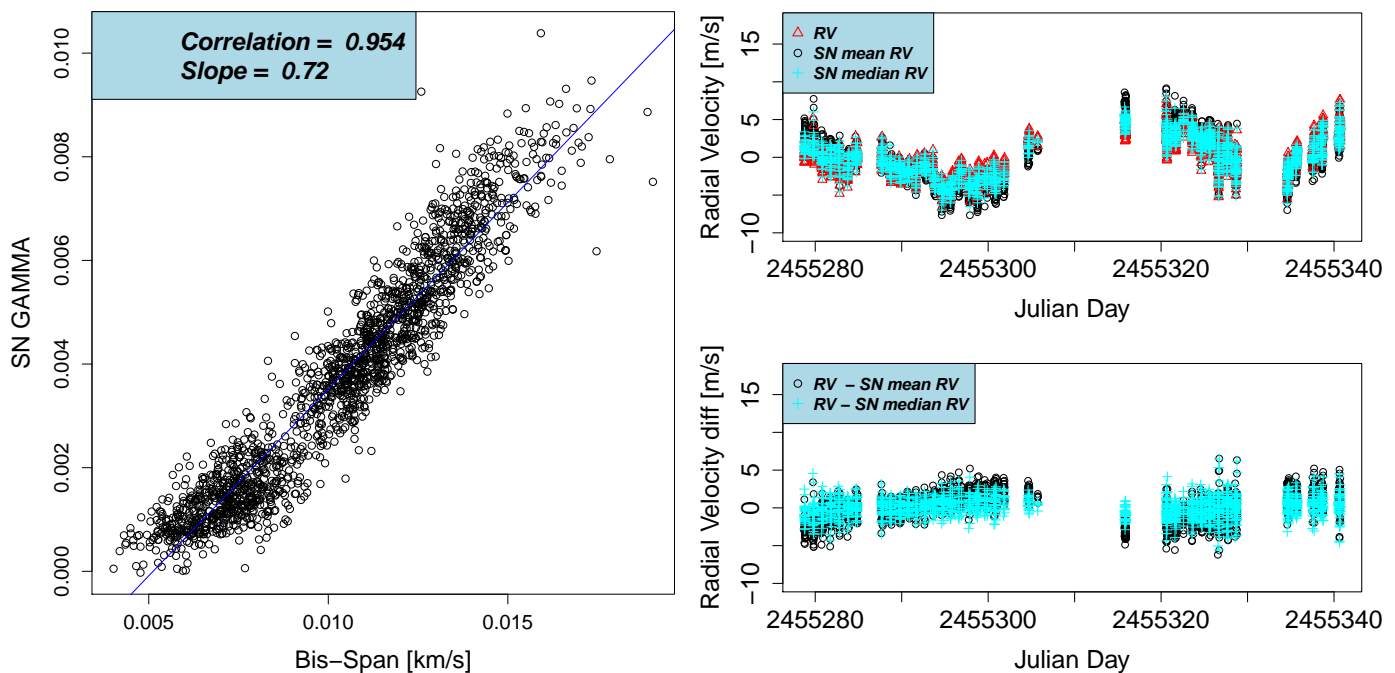 Correlation = 0.954
Slope = 0.72
SN GAMMA
0.000
0.002
0.004
0.006
0.008
0.010
0.005
0.010
0.015
Bis−Span [km/s]
RV
SN mean RV
SN median RV
Radial Velocity [m/s]
−10
0
5
15
2455280
2455300
2455320
2455340
Julian Day
RV − SN mean RV
RV − SN median RV
Radial Velocity diff [m/s]
−10
0
5
15
2455280
2455300
2455320
2455340
Julian Day